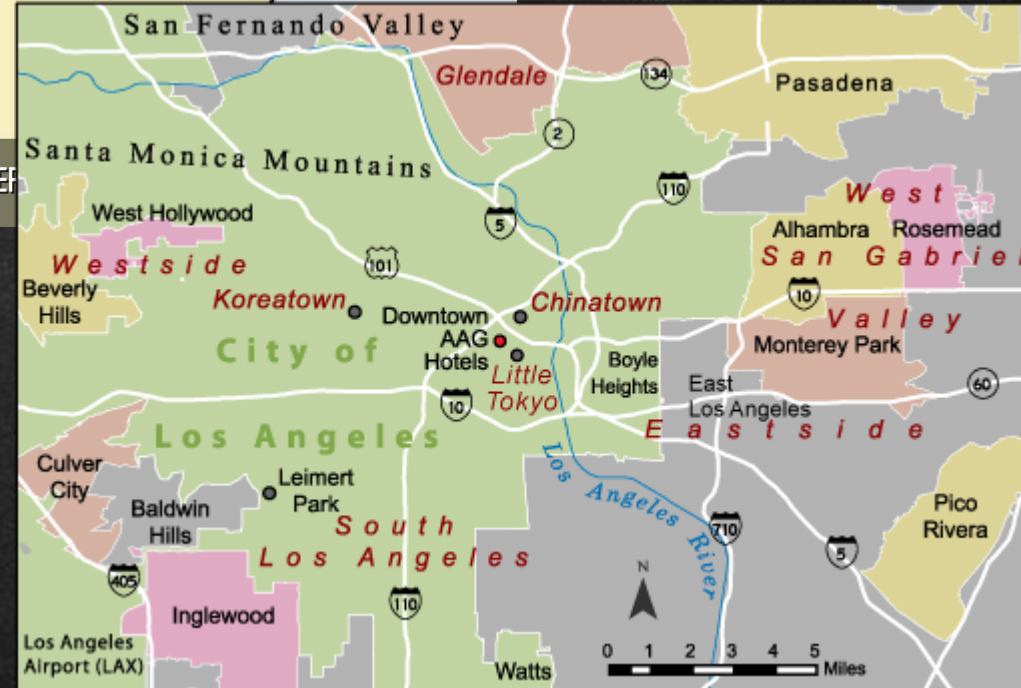 San Fernando Valley
Glendale
134
Pasadena
2
Santa Monica Mountains
110
West
West Hollywood
5
Alhambra
Rosemead
Westside
101
San Gabriel
Beverly
Hills
Koreatown
Chinatown
10
Downtown
AAG
Hotels
Valley
City of
Little
Tokyo
Boyle
Heights
Monterey Park
East
Los Angeles
60
10
Los Angeles
Eastside
Culver
City
Leimert
Park
Baldwin
Hills
Los Angeles River
Pico
Rivera
South
Los Angeles
710
5
405
110
N
Inglewood
Los Angeles
Airport (LAX)
Watts
0 1 2 3 4 5
Miles